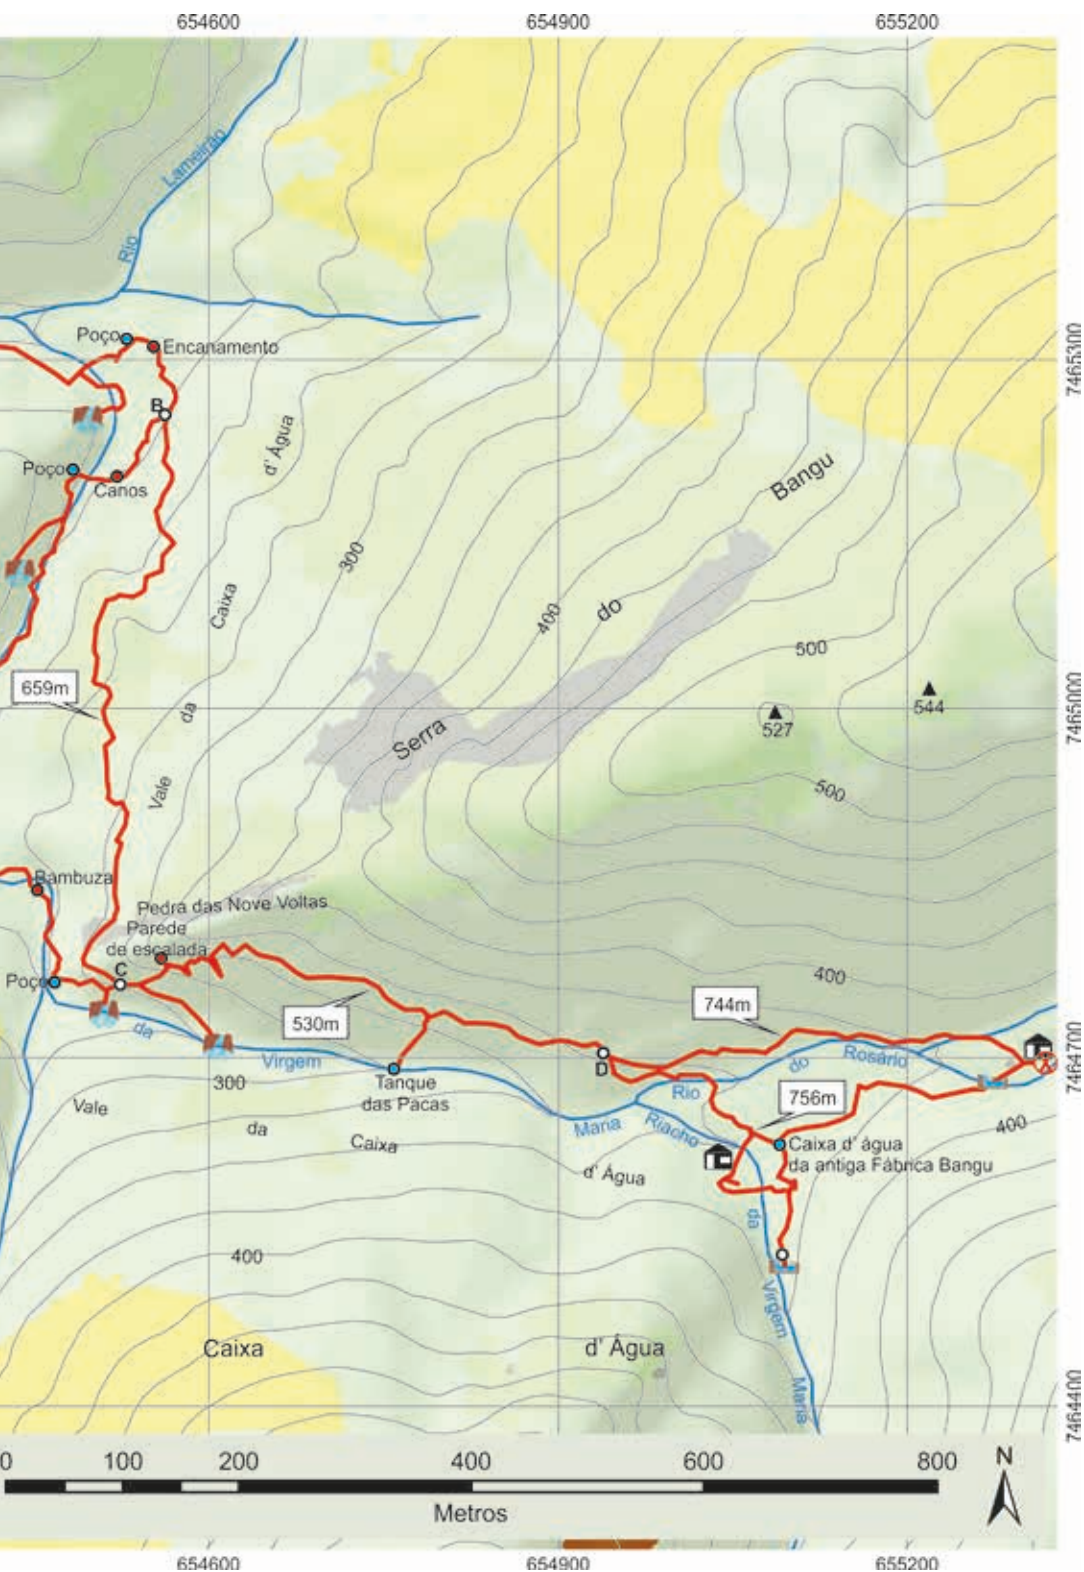 654600
654900
655200
Rio
Lameirão
Poço
Encanamento
7465300
B
Poço
Canos
d' Água
300
Caixa
Bangu
do
400
Serra
500
544
527
500
7465000
659m
da
Vale
Bambuza
Pedra das Nove Voltas
Parede
de escalada
Poço
C
da
Virgem
530m
400
744m
D
Tanque
das Pacas
300
Vale
da
Caixa
d' Água
Maria
Riacho
Rio
do
Rosário
756m
7464700
400
Caixa d' água
da antiga Fábrica Bangu
da
Virgem
Maria
400
Caixa
d' Água
7464400
0
100
200
400
600
800
N
Metros
654600
654900
655200